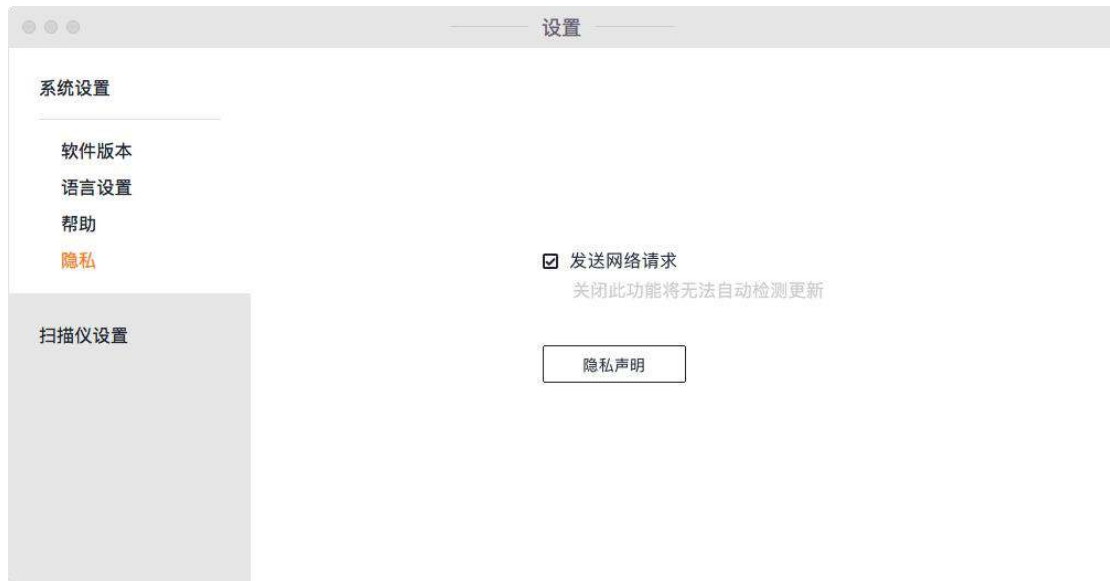 设置
系统设置
软件版本
语言设置
帮助
隐私
扫描仪设置
发送网络请求
关闭此功能将无法自动检测更新
隐私声明